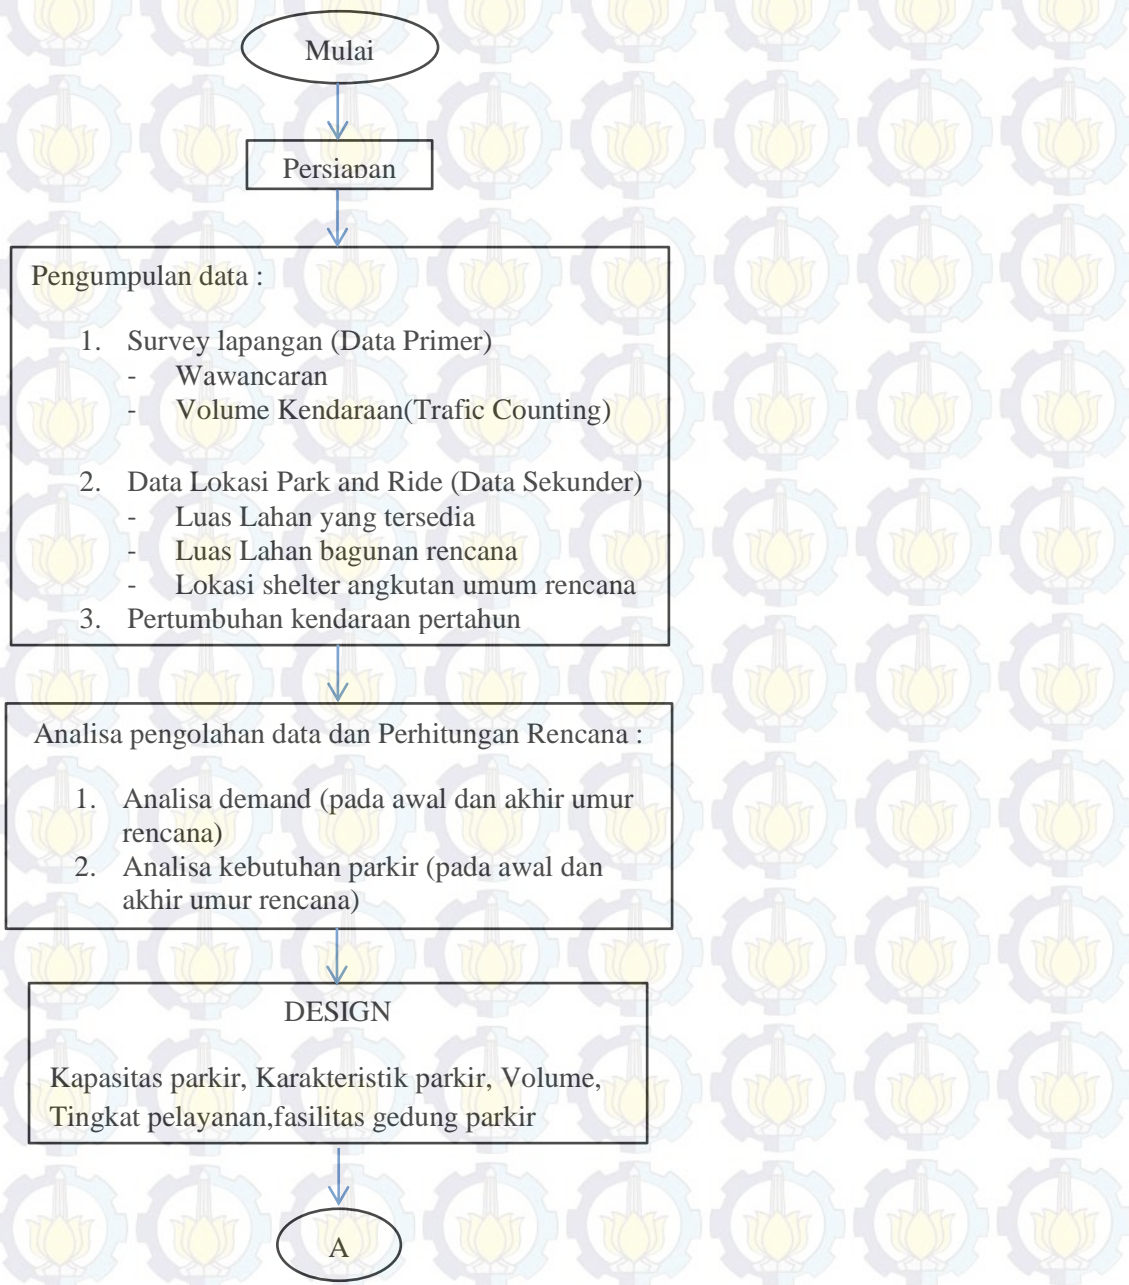 Mulai
Persiapan
Pengumpulan data :
1. Survey lapangan (Data Primer)
- Wawancaran
- Volume Kendaraan(Trafic Counting)
2. Data Lokasi Park and Ride (Data Sekunder)
- Luas Lahan yang tersedia
- Luas Lahan bagunan rencana
- Lokasi shelter angkutan umum rencana
3. Pertumbuhan kendaraan pertahun
Analisa pengolahan data dan Perhitungan Rencana :
1. Analisa demand (pada awal dan akhir umur
rencana)
2. Analisa kebutuhan parkir (pada awal dan
akhir umur rencana)
DESIGN
Kapasitas parkir, Karakteristik parkir, Volume,
Tingkat pelayanan,fasilitas gedung parkir
A